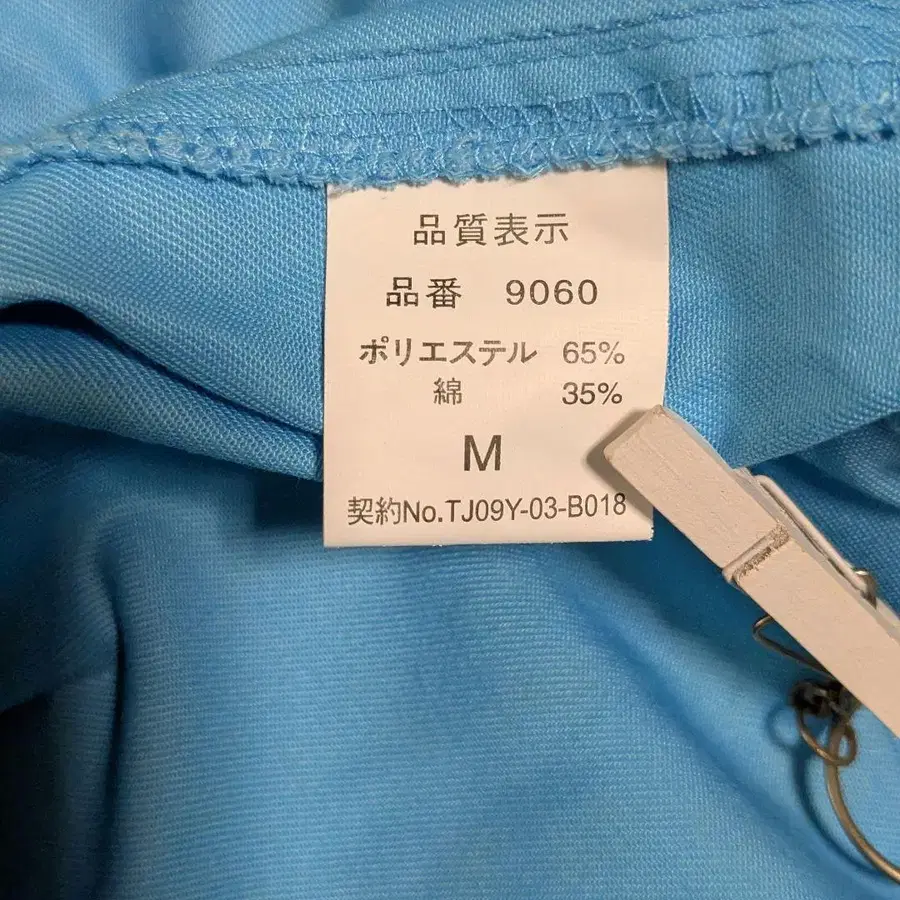 品質表示
品番 9060
ポリエステル 65%
綿 35%
M
契約No.TJ09Y-03-B018